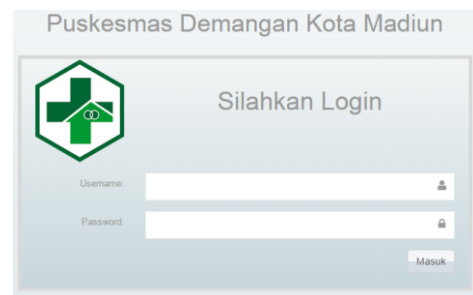 Puskesmas Demangan Kota Madiun
Silahkan Login
Username:
Password:
Masuk